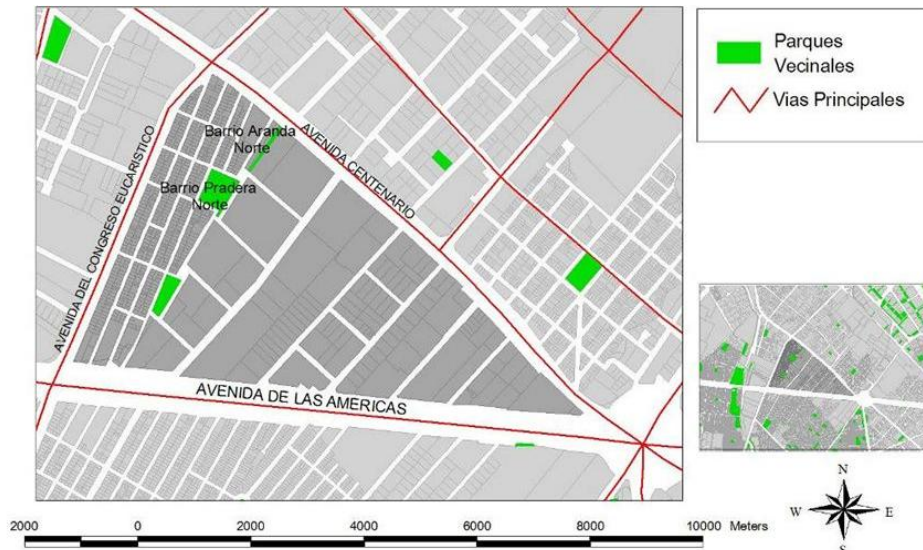 Parques
Vecinales
Vias Principales
Barrio Aranda
Norte
AVENIDA CENTENARIO
Barrio Pradera
Norte
AVENIDA DEL CONGRESO EUCARISTICO
AVENIDA DE LAS AMERICAS
N
W
E
S
2000
0
2000
4000
6000
8000
10000 Meters